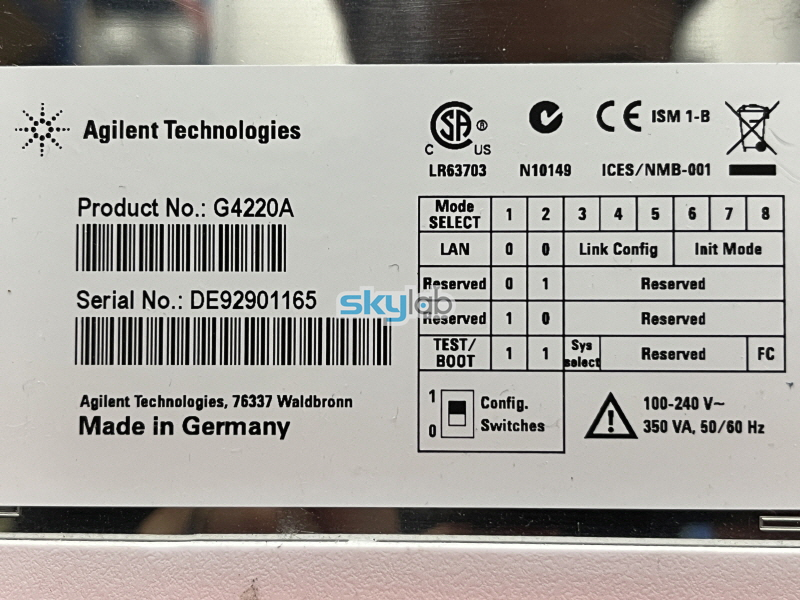 Agilent Technologies
Product No.: G4220A
Serial No.: DE92901165
Agilent Technologies, 76337 Waldbronn
Made in Germany
C SA ® US
LR63703
N10149
CE ISM 1-B
ICES/NMB-001
Mode SELECT 1 2 3 4 5 6 7 8
LAN 0 0 Link Config Init Mode
Reserved 0 1 Reserved
Reserved 1 0 Reserved
TEST/BOOT 1 1 Sys select Reserved FC
1
0
Config.
Switches
100-240 V~
350 VA, 50/60 Hz
skylab